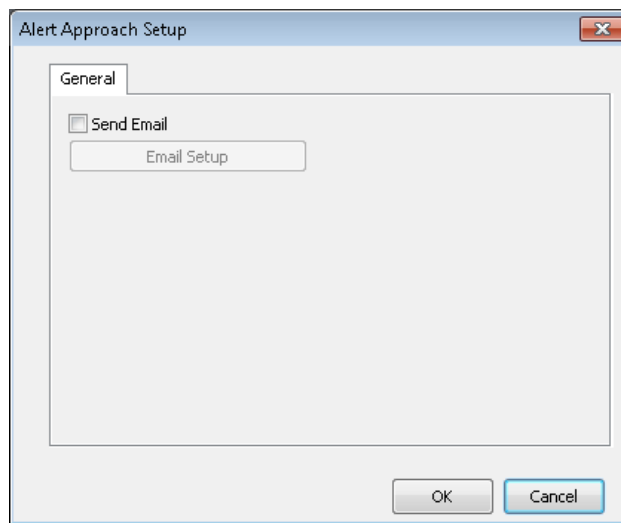 Alert Approach Setup
General
Send Email
Email Setup
OK
Cancel